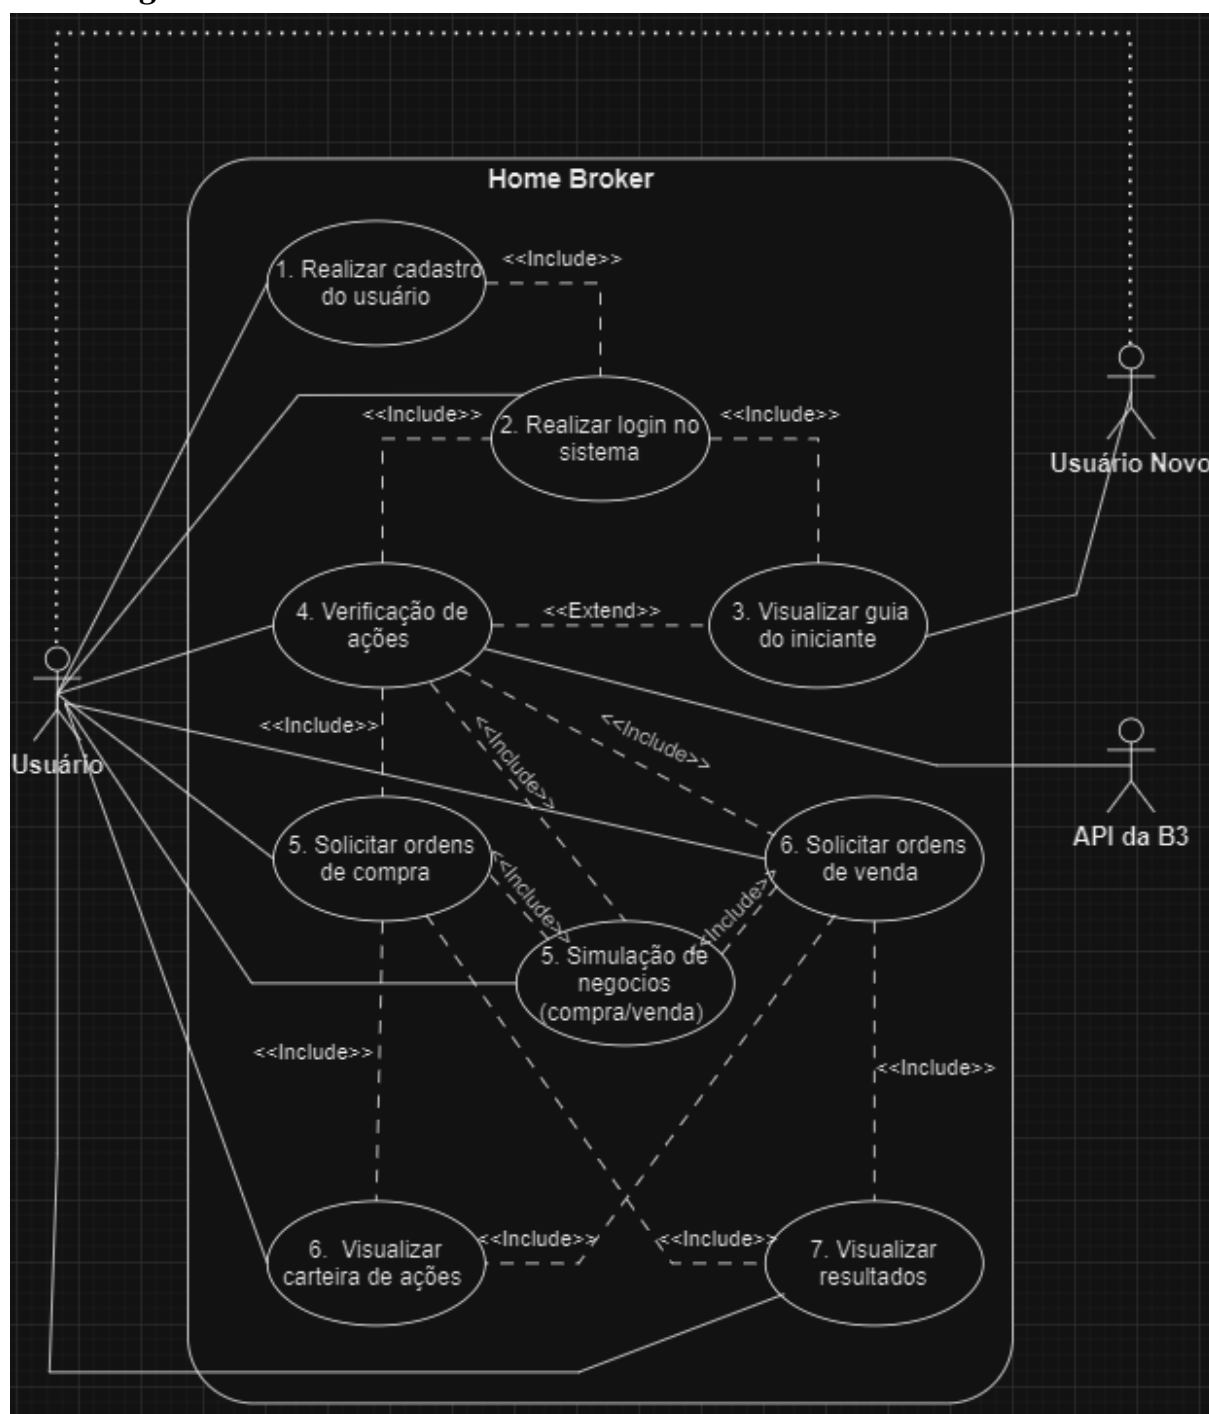 Home Broker
1. Realizar cadastro
do usuário
<<Include>>
<<Include>>
2. Realizar login no
sistema
<<Include>>
Usuário Novo
4. Verificação de
ações
<<Extend>>
3. Visualizar guia
do iniciante
Usuário
<<Include>>
<<Include>>
<<Include>>
API da B3
5. Solicitar ordens
de compra
<<Include>>
<<Include>>
6. Solicitar ordens
de venda
5. Simulação de
negocios
(compra/venda)
<<Include>>
<<Include>>
6. Visualizar
carteira de ações
<<Include>>
<<Include>>
7. Visualizar
resultados